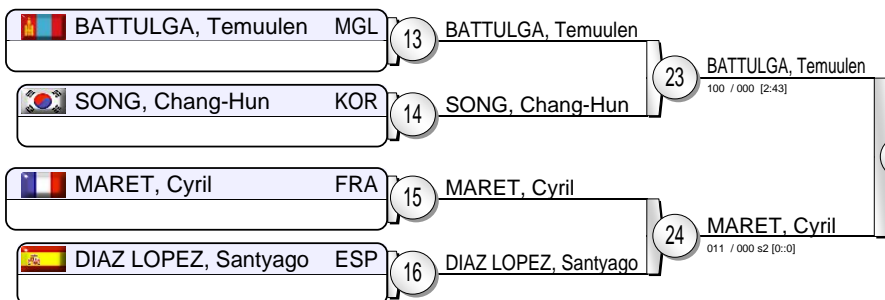 BATTULGA, Temuulen MGL
13 BATTULGA, Temuulen
23 BATTULGA, Temuulen
100 / 000 [2:43]
SONG, Chang-Hun KOR
14 SONG, Chang-Hun
MARET, Cyril FRA
15 MARET, Cyril
24 MARET, Cyril
011 / 000 s2 [0::0]
DIAZ LOPEZ, Santyago ESP
16 DIAZ LOPEZ, Santyago